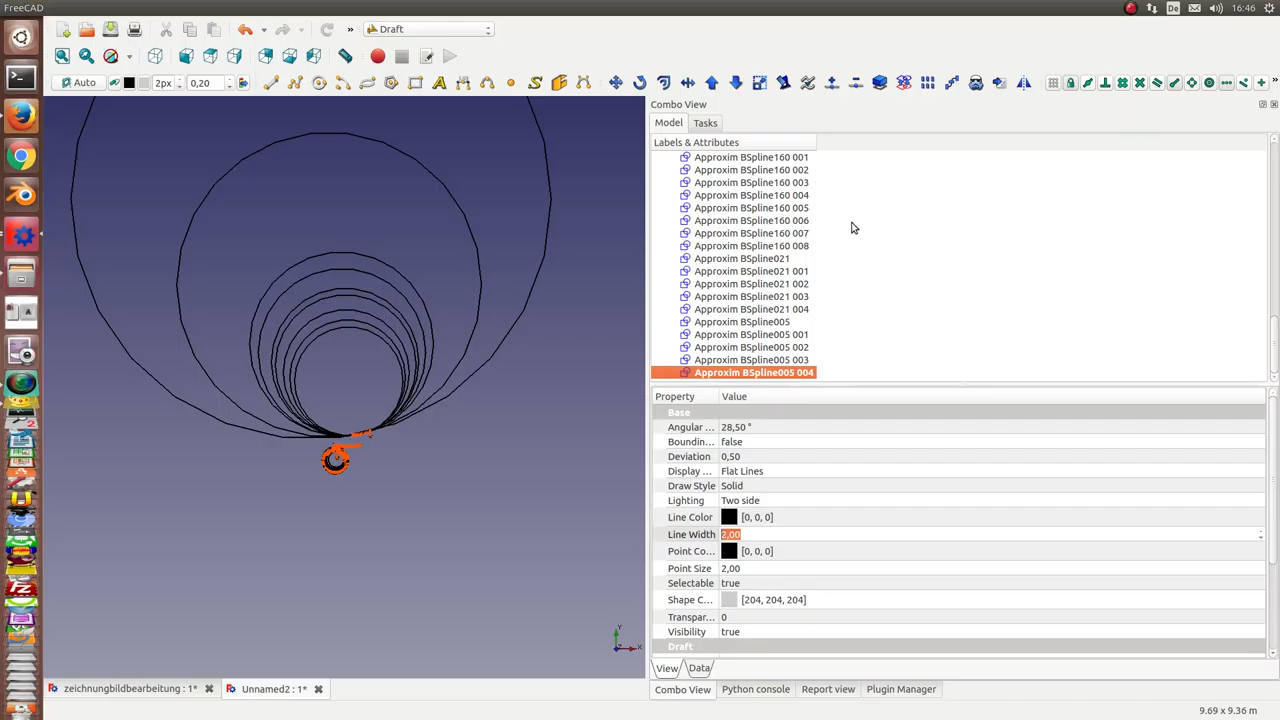 FreeCAD
De
16:46
»
Draft
Auto
2px
0,20
Combo View
Model
Tasks
Labels & Attributes
Approxim BSpline160 001
Approxim BSpline160 002
Approxim BSpline160 003
Approxim BSpline160 004
Approxim BSpline160 005
Approxim BSpline160 006
Approxim BSpline160 007
Approxim BSpline160 008
Approxim BSpline021
Approxim BSpline021 001
Approxim BSpline021 002
Approxim BSpline021 003
Approxim BSpline021 004
Approxim BSpline005
Approxim BSpline005 001
Approxim BSpline005 002
Approxim BSpline005 003
Approxim BSpline005 004
Property Value
Base
Angular ... 28,50 °
Boundin... false
Deviation 0,50
Display ... Flat Lines
Draw Style Solid
Lighting Two side
Line Color [0, 0, 0]
Line Width 2,00
Point Co... [0, 0, 0]
Point Size 2,00
Selectable true
Shape C... [204, 204, 204]
Transpar... 0
Visibility true
Draft
View Data
Y
X
zeichnungbildbearbeitung : 1*
Unnamed2 : 1*
Combo View
Python console
Report view
Plugin Manager
9.69 x 9.36 m